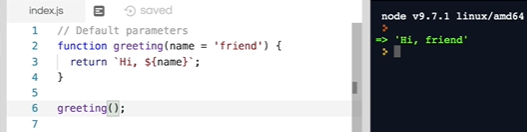 index.js
saved
1 // Default parameters
2 function greeting(name = 'friend') {
3   return `Hi, ${name}`;
4 }
5
6 greeting();
7
node v9.7.1 linux/amd64
=> 'Hi, friend'